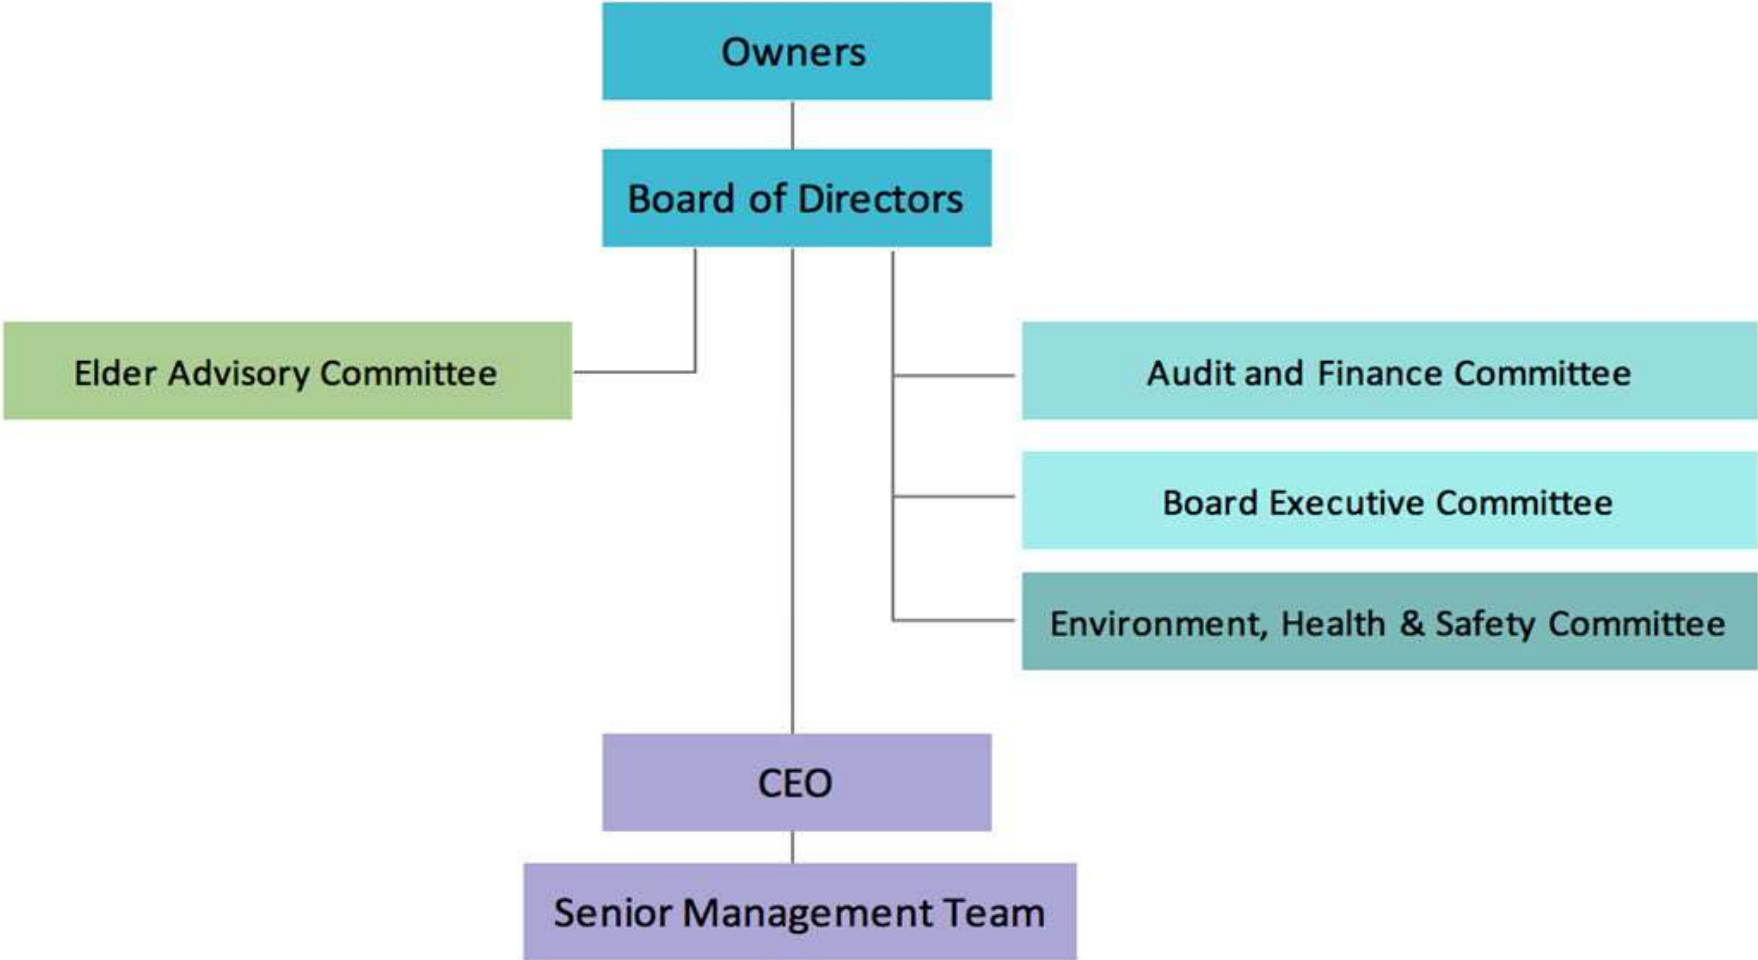 Owners
Board of Directors
Elder Advisory Committee
Audit and Finance Committee
Board Executive Committee
Environment, Health & Safety Committee
CEO
Senior Management Team